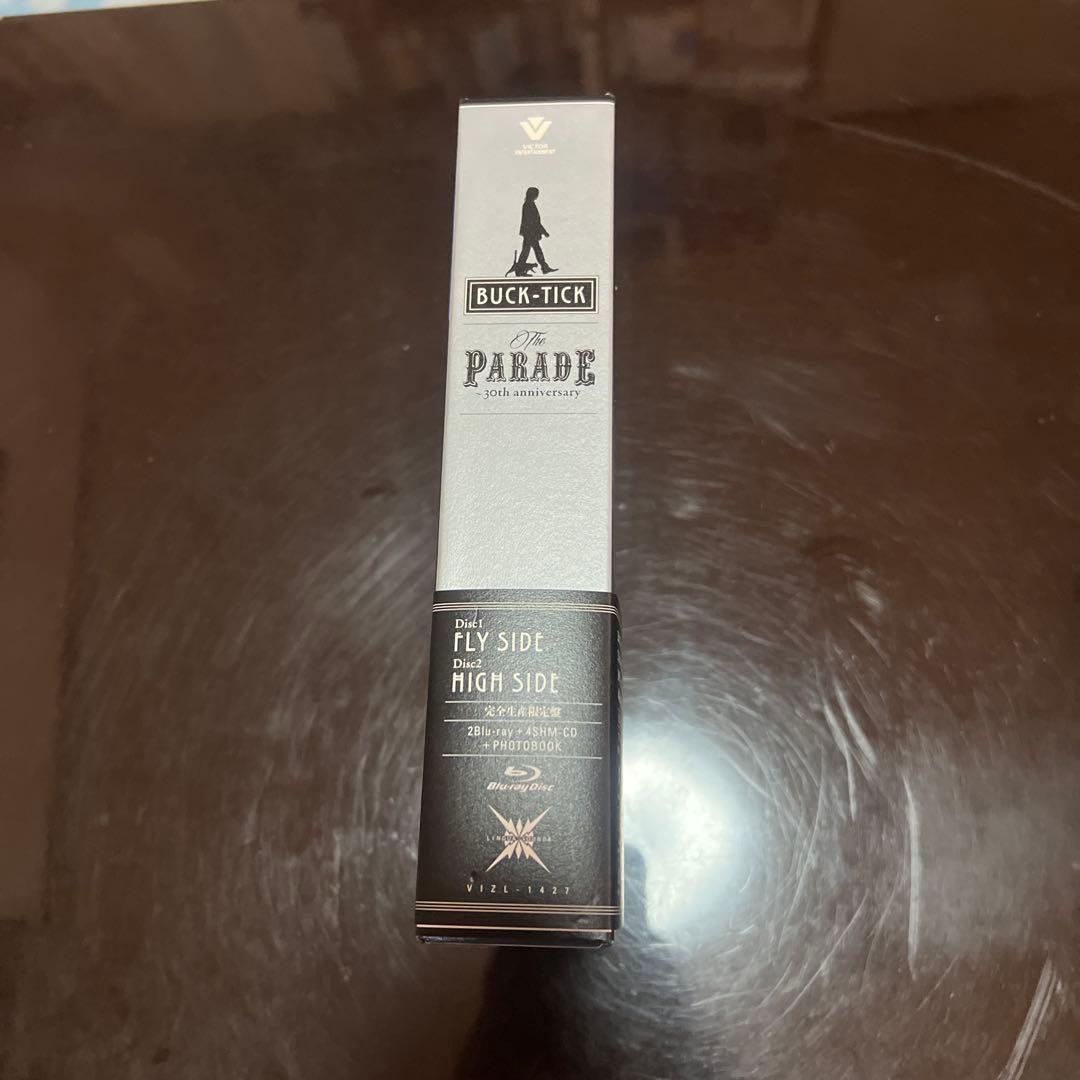 VICTOR
ENTERTAINMENT
BUCK-TICK
The
PARADE
~30th anniversary~
Disc1
FLY SIDE
Disc2
HIGH SIDE
完全生産限定盤
2Blu-ray + 4SHM-CD
+ PHOTOBOOK
Blu-ray Disc
LINGUA SOUNDA
VIZL-1427